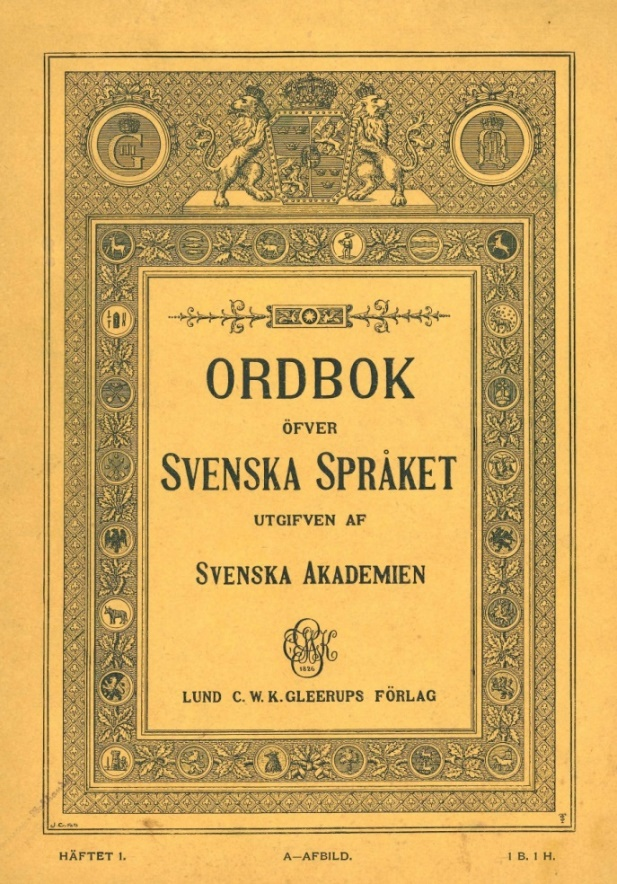 ORDBOK
ÖFVER
SVENSKA SPRÅKET
UTGIFVEN AF
SVENSKA AKADEMIEN
1826
LUND C. W. K. GLEERUPS FÖRLAG
HÄFTET 1. A—AFBILD. 1 B. 1 H.